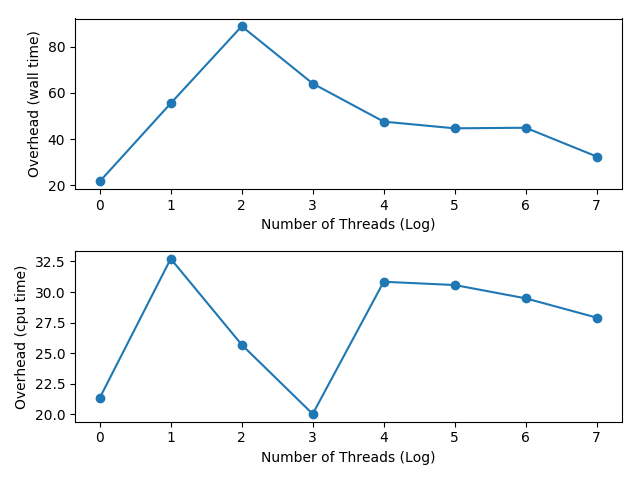 Overhead (wall time)
80
60
40
20
0 1 2 3 4 5 6 7
Number of Threads (Log)
Overhead (cpu time)
32.5
30.0
27.5
25.0
22.5
20.0
0 1 2 3 4 5 6 7
Number of Threads (Log)